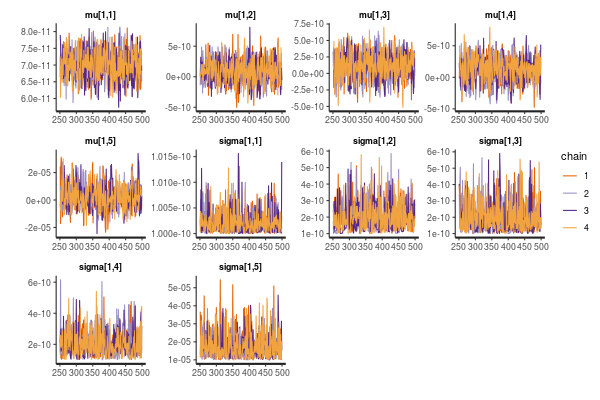 mu[1,1] mu[1,2] mu[1,3] mu[1,4]
8.0e-11
7.5e-11
7.0e-11
6.5e-11
6.0e-11
5e-10
0e+00
-5e-10
7.5e-10
5.0e-10
2.5e-10
0.0e+00
-2.5e-10
-5.0e-10
5e-10
0e+00
-5e-10
250 300 350 400 450 500 250 300 350 400 450 500 250 300 350 400 450 500 250 300 350 400 450 500
mu[1,5] sigma[1,1] sigma[1,2] sigma[1,3]
2e-05
0e+00
-2e-05
1.015e-10
1.010e-10
1.005e-10
1.000e-10
6e-10
5e-10
4e-10
3e-10
2e-10
1e-10
6e-10
5e-10
4e-10
3e-10
2e-10
1e-10
250 300 350 400 450 500 250 300 350 400 450 500 250 300 350 400 450 500 250 300 350 400 450 500
chain
1
2
3
4
sigma[1,4] sigma[1,5]
6e-10
4e-10
2e-10
5e-05
4e-05
3e-05
2e-05
1e-05
250 300 350 400 450 500 250 300 350 400 450 500